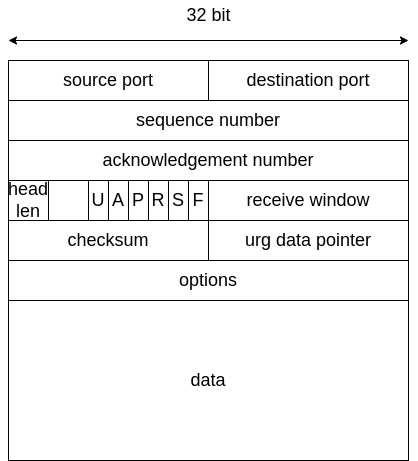 32 bit
source port destination port
sequence number
acknowledgement number
head
len U A P R S F receive window
checksum urg data pointer
options
data